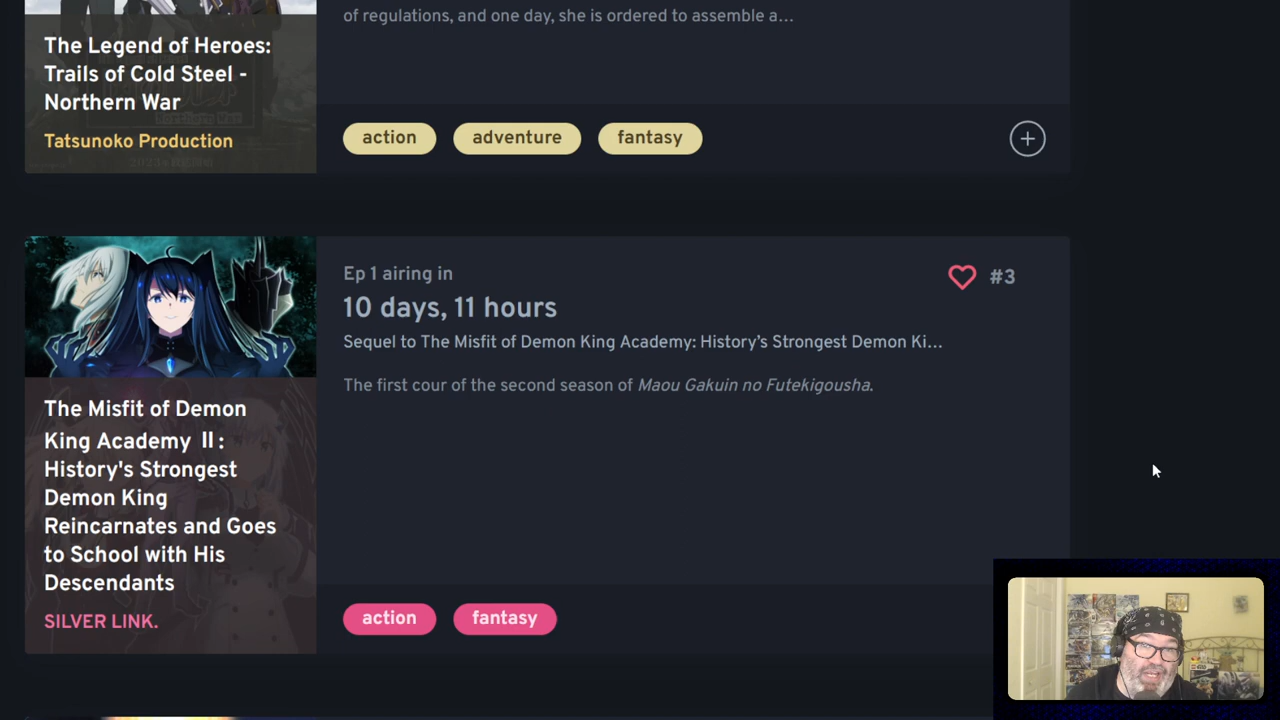 of regulations, and one day, she is ordered to assemble a...
The Legend of Heroes:
Trails of Cold Steel -
Northern War
Tatsunoko Production
action
adventure
fantasy
Ep 1 airing in
10 days, 11 hours
#3
Sequel to The Misfit of Demon King Academy: History's Strongest Demon Ki...
The first cour of the second season of Maou Gakuin no Futekigousha.
The Misfit of Demon
King Academy Ⅱ:
History's Strongest
Demon King
Reincarnates and Goes
to School with His
Descendants
SILVER LINK.
action
fantasy